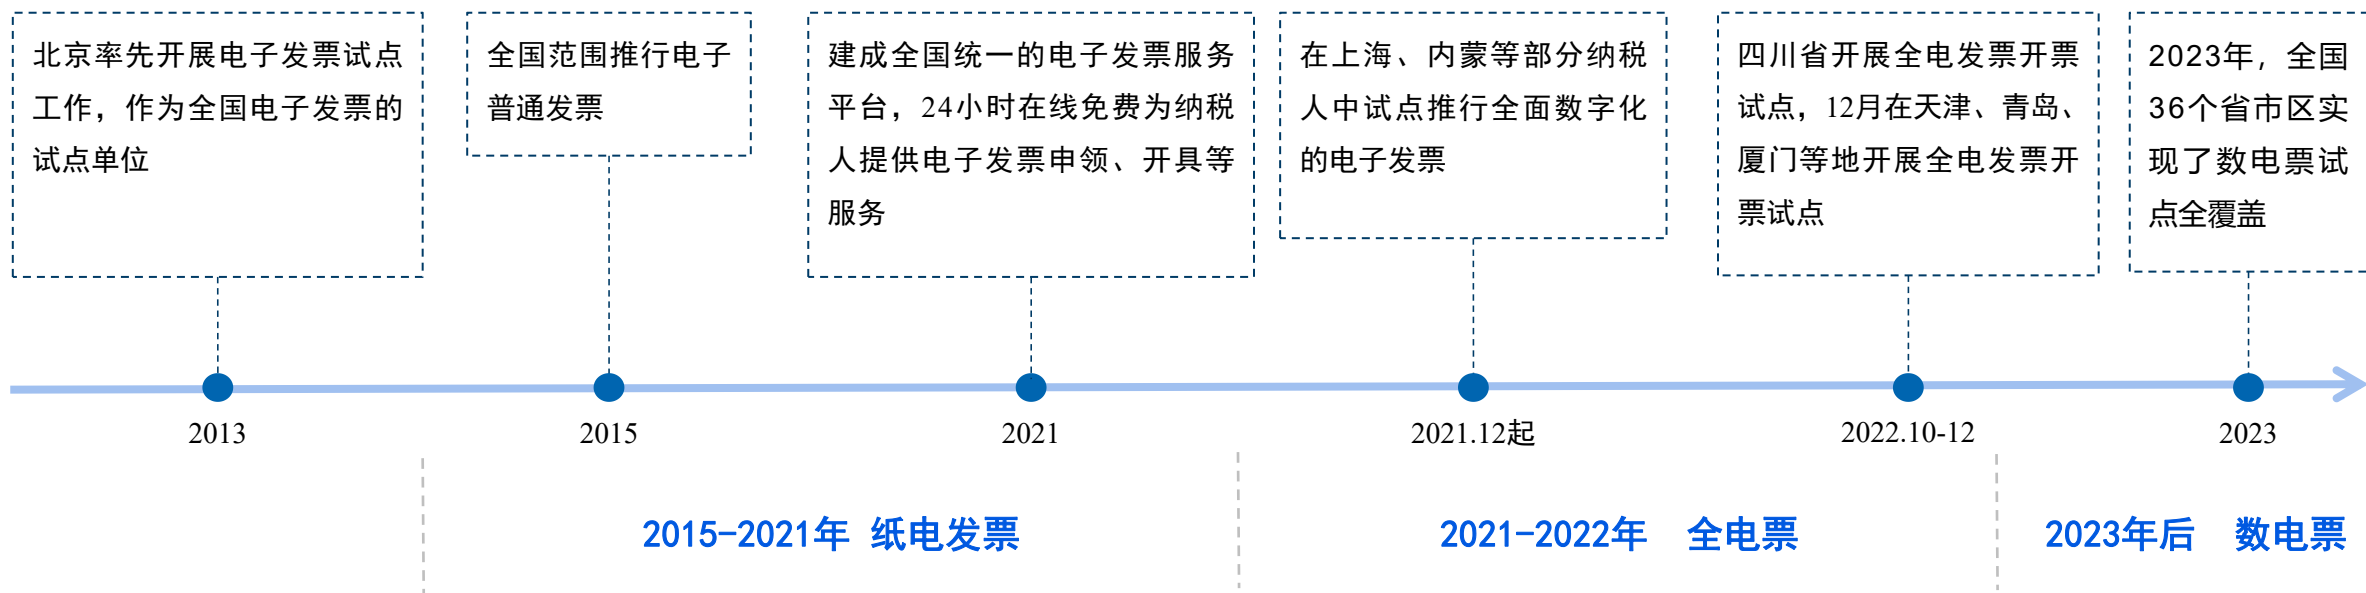 北京率先开展电子发票试点
工作，作为全国电子发票的
试点单位
全国范围推行电子
普通发票
建成全国统一的电子发票服务
平台，24小时在线免费为纳税
人提供电子发票申领、开具等
服务
在上海、内蒙等部分纳税
人中试点推行全面数字化
的电子发票
四川省开展全电发票开票
试点，12月在天津、青岛、
厦门等地开展全电发票开
票试点
2023年，全国
36个省市区实
现了数电票试
点全覆盖
2013
2015
2021
2021.12起
2022.10-12
2023
2015-2021年 纸电发票
2021-2022年 全电票
2023年后 数电票